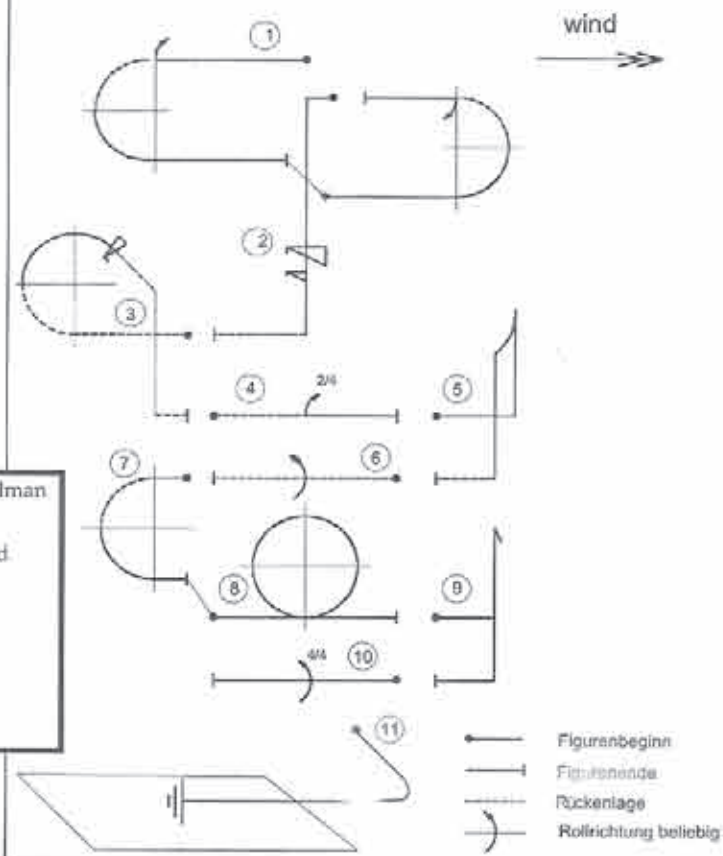 1
wind
2
3
4
2/4
5
6
7
lman
d
8
9
4/4
10
11
Figurenbeginn
Figurenende
Rückenlage
Rollrichtung beliebig